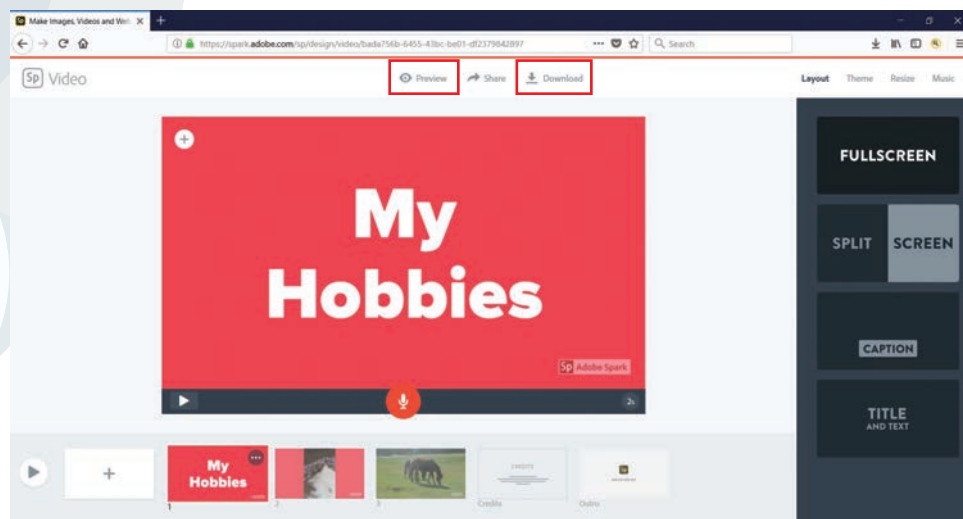 Make Images, Videos and Web
https://spark.adobe.com/sp/design/video/bada756b-6455-43bc-be01-df2379842897
Search
Sp Video
Preview
Share
Download
Layout
Theme
Resize
Music
My
Hobbies
Sp Adobe Spark
2s
FULLSCREEN
SPLIT SCREEN
CAPTION
TITLE
AND TEXT
My
Hobbies
CREDITS
1
2
3
Credits
Outro